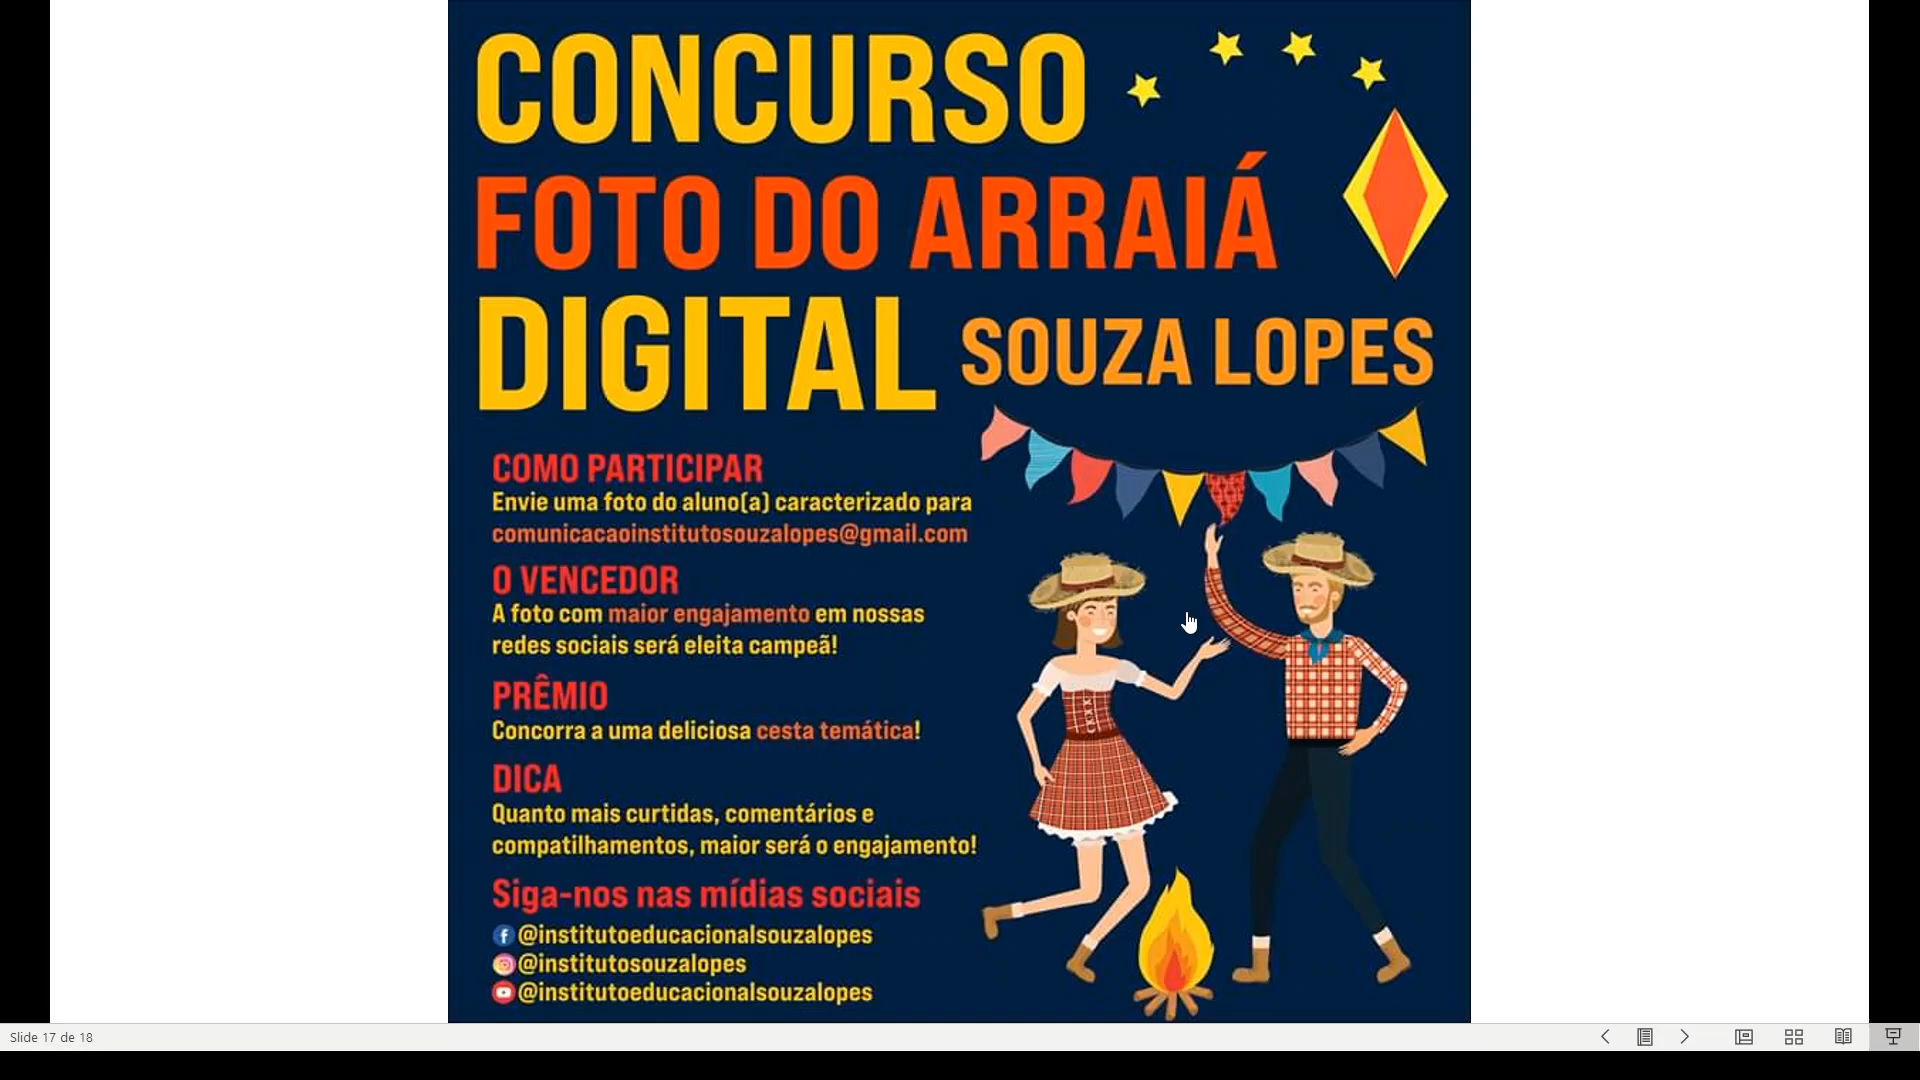 CONCURSO
FOTO DO ARRAIÁ
DIGITAL SOUZA LOPES
COMO PARTICIPAR
Envie uma foto do aluno(a) caracterizado para
comunicacaoinstitutosouzalopes@gmail.com
O VENCEDOR
A foto com maior engajamento em nossas
redes sociais será eleita campeã!
PRÊMIO
Concorra a uma deliciosa cesta temática!
DICA
Quanto mais curtidas, comentários e
compatilhamentos, maior será o engajamento!
Siga-nos nas mídias sociais
@institutoeducacionalsouzalopes
@institutosouzalopes
@institutoeducacionalsouzalopes
Slide 17 de 18